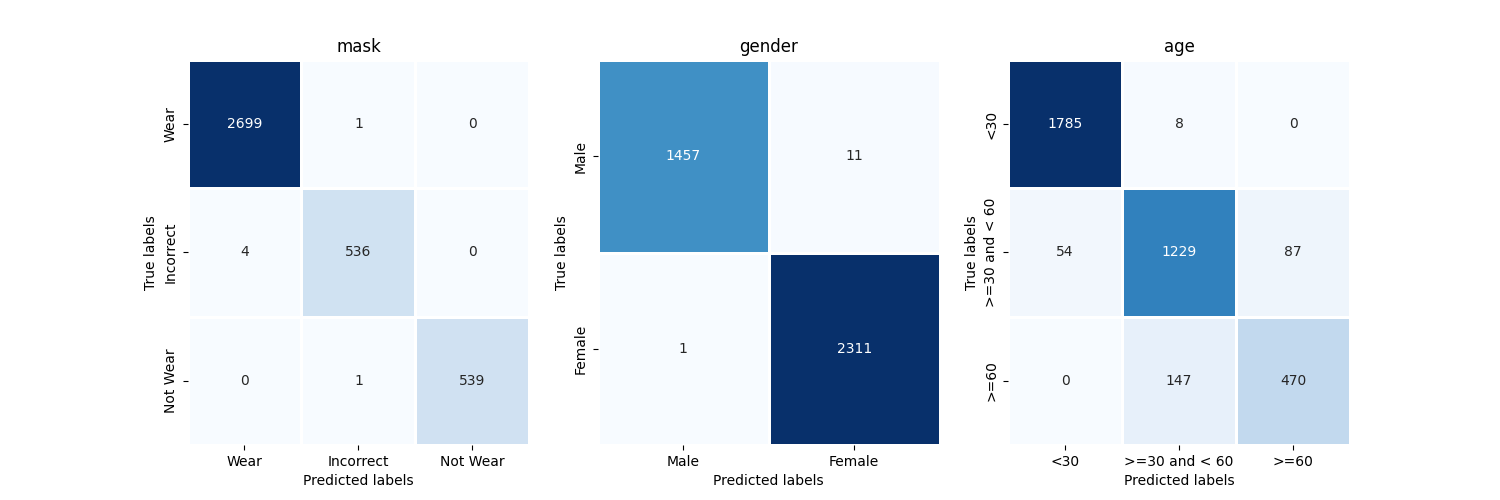 mask
True labels
Wear
Incorrect
Not Wear
2699 1 0
4 536 0
0 1 539
Wear Incorrect Not Wear
Predicted labels
gender
True labels
Male
Female
1457 11
1 2311
Male Female
Predicted labels
age
True labels
<30
>=30 and < 60
>=60
1785 8 0
54 1229 87
0 147 470
<30 >=30 and < 60 >=60
Predicted labels